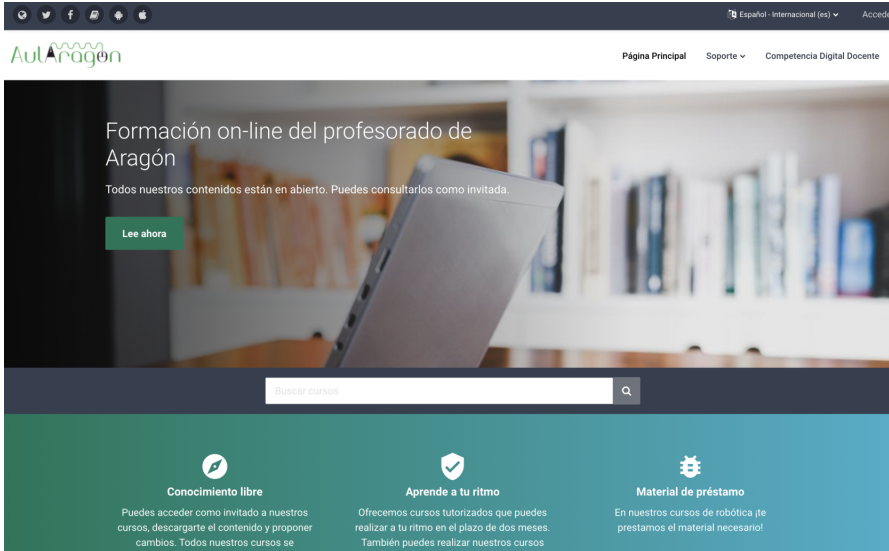 Español - Internacional (es)
Accede
AulAragón
Página Principal
Soporte
Competencia Digital Docente
Formación on-line del profesorado de
Aragón
Todos nuestros contenidos están en abierto. Puedes consultarlos como invitada.
Lee ahora
Buscar cursos
Conocimiento libre
Puedes acceder como invitado a nuestros
cursos, descargarte el contenido y proponer
cambios. Todos nuestros cursos se
Aprende a tu ritmo
Ofrecemos cursos tutorizados que puedes
realizar a tu ritmo en el plazo de dos meses.
También puedes realizar nuestros cursos
Material de préstamo
En nuestros cursos de robótica ¡te
prestamos el material necesario!